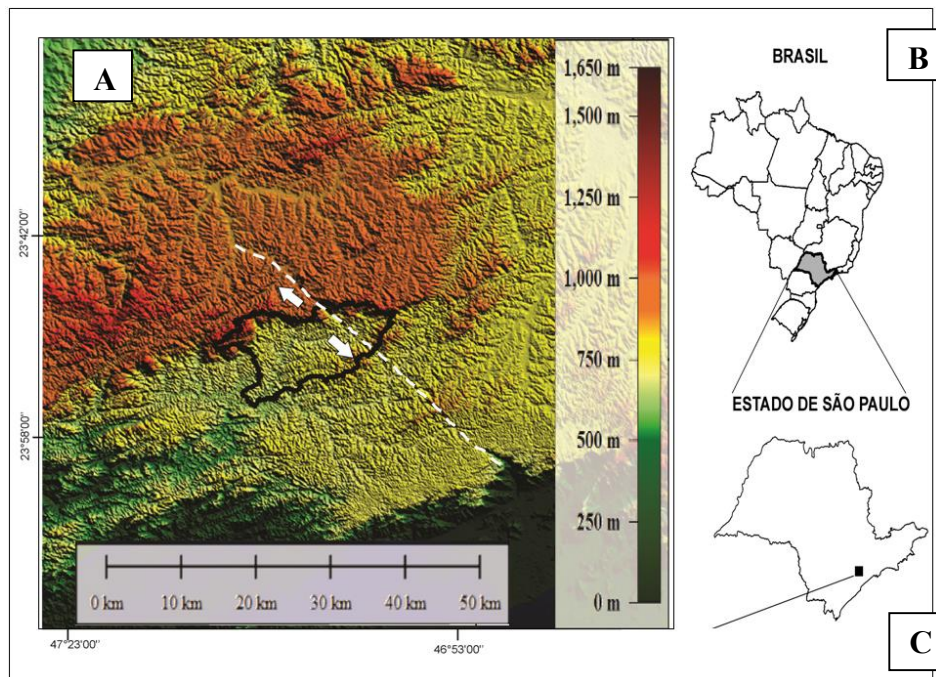 A
1,650 m
1,500 m
1,250 m
1,000 m
750 m
500 m
250 m
0 m
23°42'00''
23°58'00''
0 km 10 km 20 km 30 km 40 km 50 km
47°23'00''
46°53'00''
B
BRASIL
ESTADO DE SÃO PAULO
C